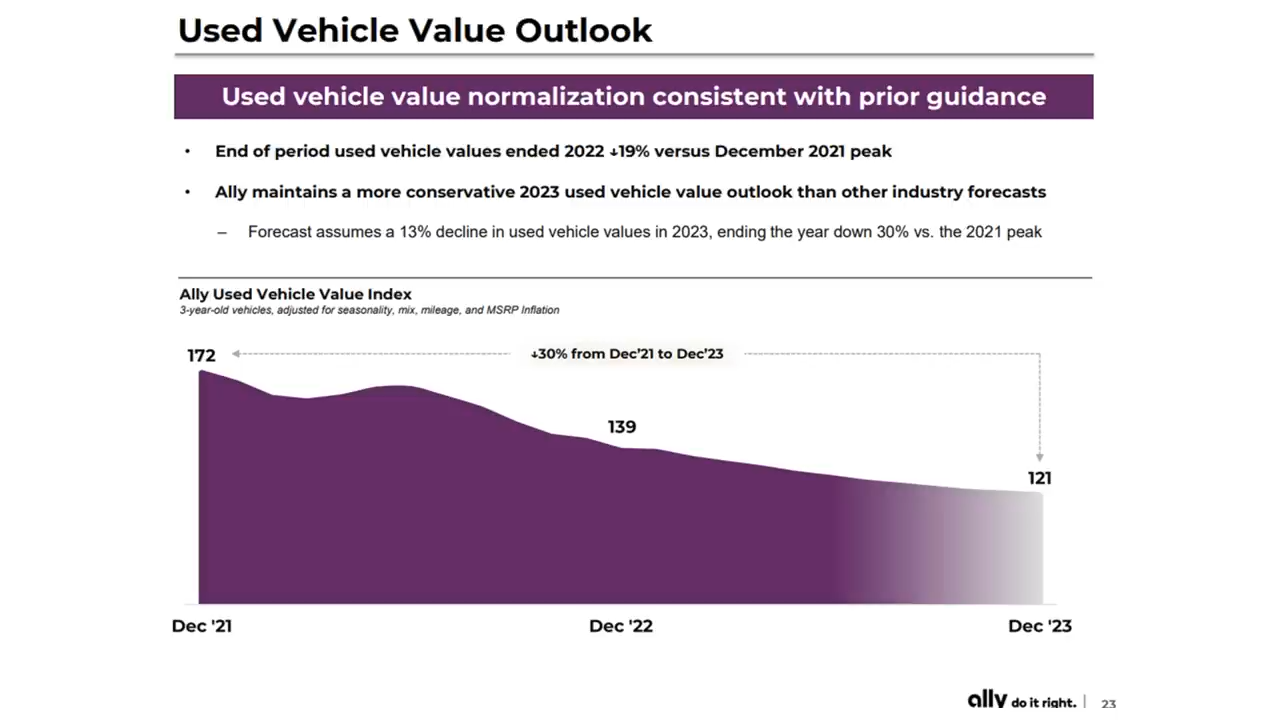 Used Vehicle Value Outlook
Used vehicle value normalization consistent with prior guidance
• End of period used vehicle values ended 2022 ↓19% versus December 2021 peak
• Ally maintains a more conservative 2023 used vehicle value outlook than other industry forecasts
– Forecast assumes a 13% decline in used vehicle values in 2023, ending the year down 30% vs. the 2021 peak
Ally Used Vehicle Value Index
3-year-old vehicles, adjusted for seasonality, mix, mileage, and MSRP Inflation
172
↓30% from Dec'21 to Dec'23
139
121
Dec '21
Dec '22
Dec '23
ally do it right. | 23